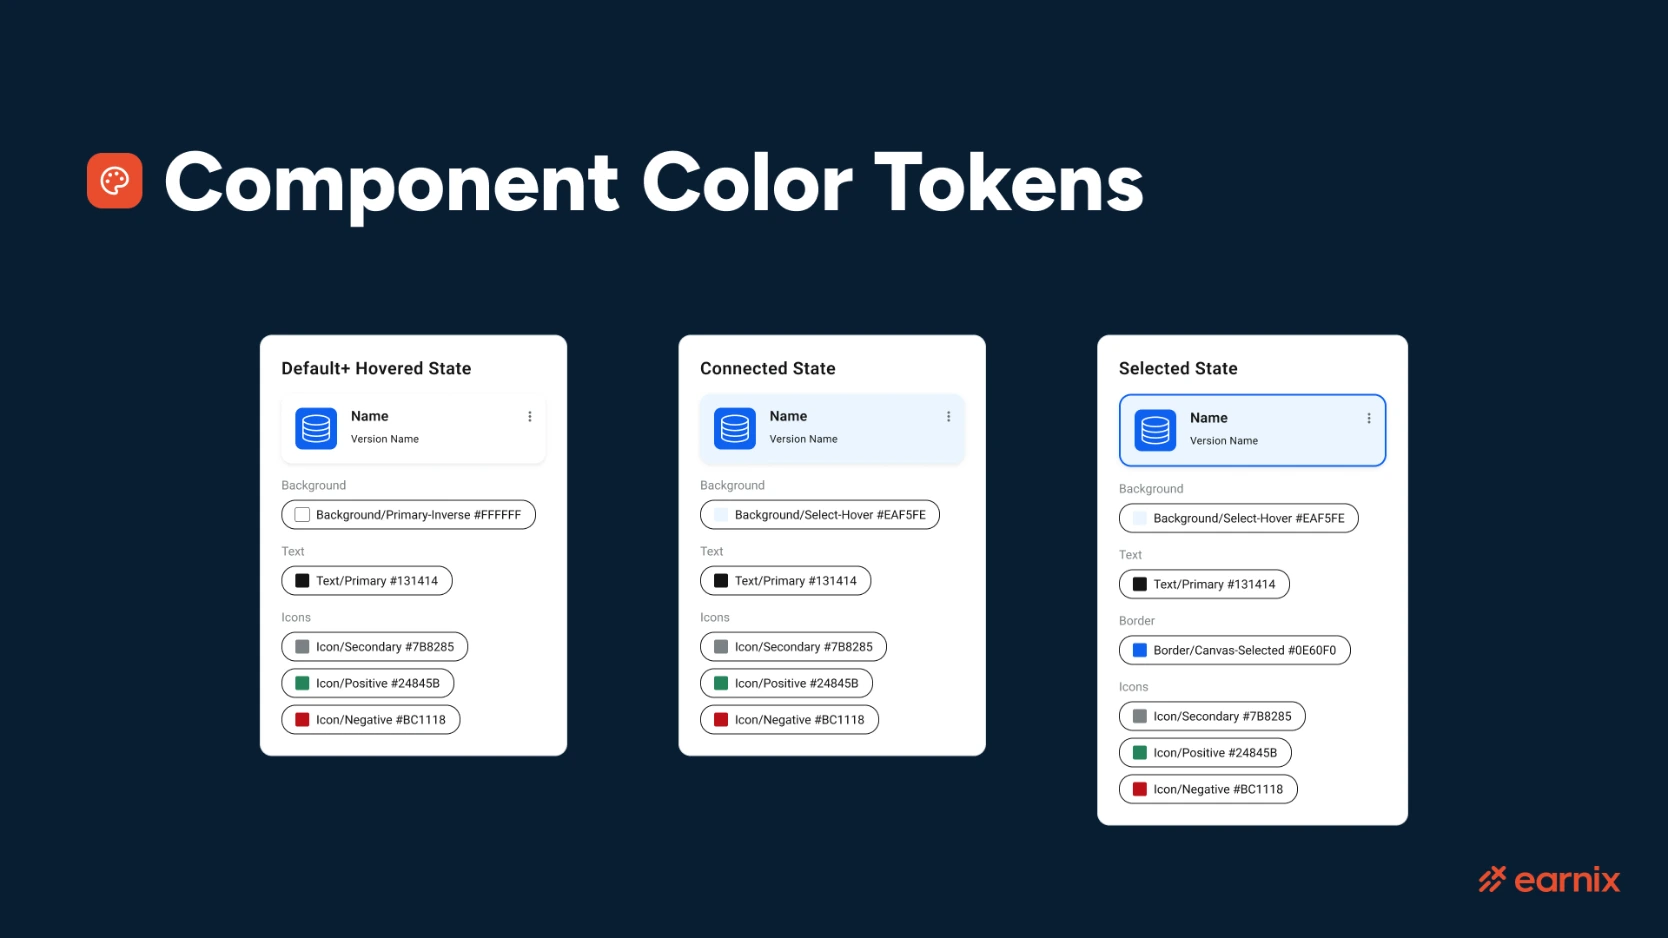 Component Color Tokens
Default+ Hovered State
Name
Version Name
Background
Background/Primary-Inverse #FFFFFF
Text
Text/Primary #131414
Icons
Icon/Secondary #7B8285
Icon/Positive #24845B
Icon/Negative #BC1118
Connected State
Name
Version Name
Background
Background/Select-Hover #EAF5FE
Text
Text/Primary #131414
Icons
Icon/Secondary #7B8285
Icon/Positive #24845B
Icon/Negative #BC1118
Selected State
Name
Version Name
Background
Background/Select-Hover #EAF5FE
Text
Text/Primary #131414
Border
Border/Canvas-Selected #0E60F0
Icons
Icon/Secondary #7B8285
Icon/Positive #24845B
Icon/Negative #BC1118
earnix